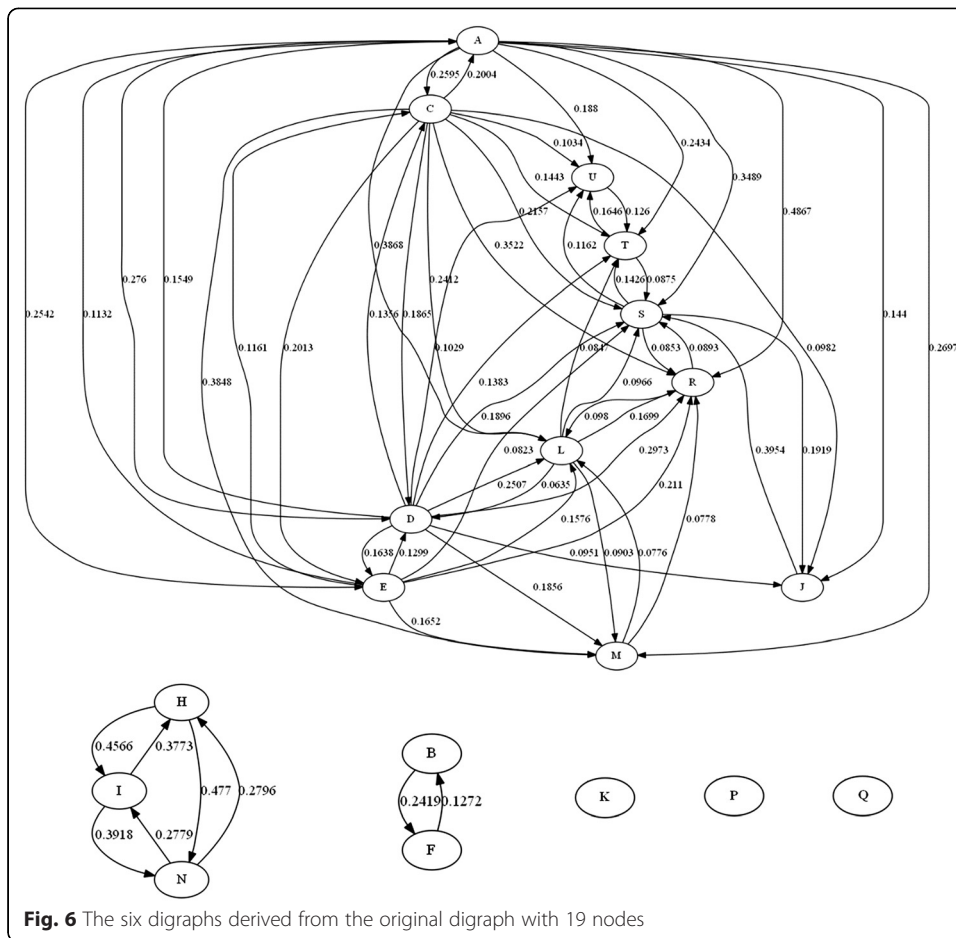 A
0.2595 0.2004
C
0.188
0.1034
0.2434
0.1443
U
0.3489
0.2157
0.1646 0.126
0.4867
0.3868
0.3522
0.1162
T
0.2542
0.1132
0.276
0.1549
0.2412
0.1426 0.0875
0.144
0.1356
0.1865
S
0.0982
0.1161
0.2013
0.1029
0.0847
0.0853
0.0893
0.2697
0.3848
0.1383
0.0966
R
0.1896
0.098
0.1699
0.0823
L
0.2973
0.3954
0.1919
0.2507
0.0635
0.211
D
0.1576
0.0778
0.1638
0.1299
0.0951
0.0903
0.0776
E
0.1856
J
0.1652
M
H
0.4566
0.3773
I
0.477
0.2796
0.3918
0.2779
N
B
0.2419
0.1272
F
K
P
Q
Fig. 6 The six digraphs derived from the original digraph with 19 nodes